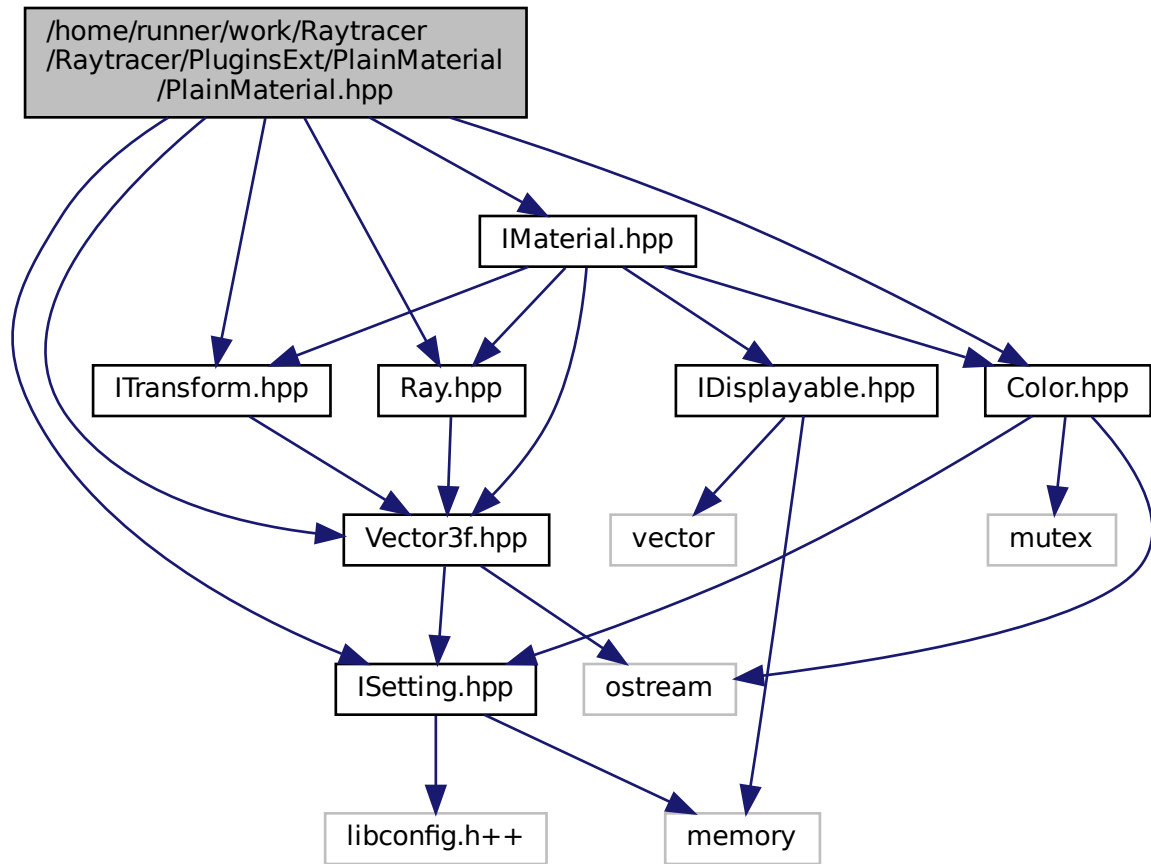 /home/runner/work/Raytracer
/Raytracer/PluginsExt/PlainMaterial
/PlainMaterial.hpp
IMaterial.hpp
ITransform.hpp
Ray.hpp
IDisplayable.hpp
Color.hpp
Vector3f.hpp
vector
mutex
ISetting.hpp
ostream
libconfig.h++
memory